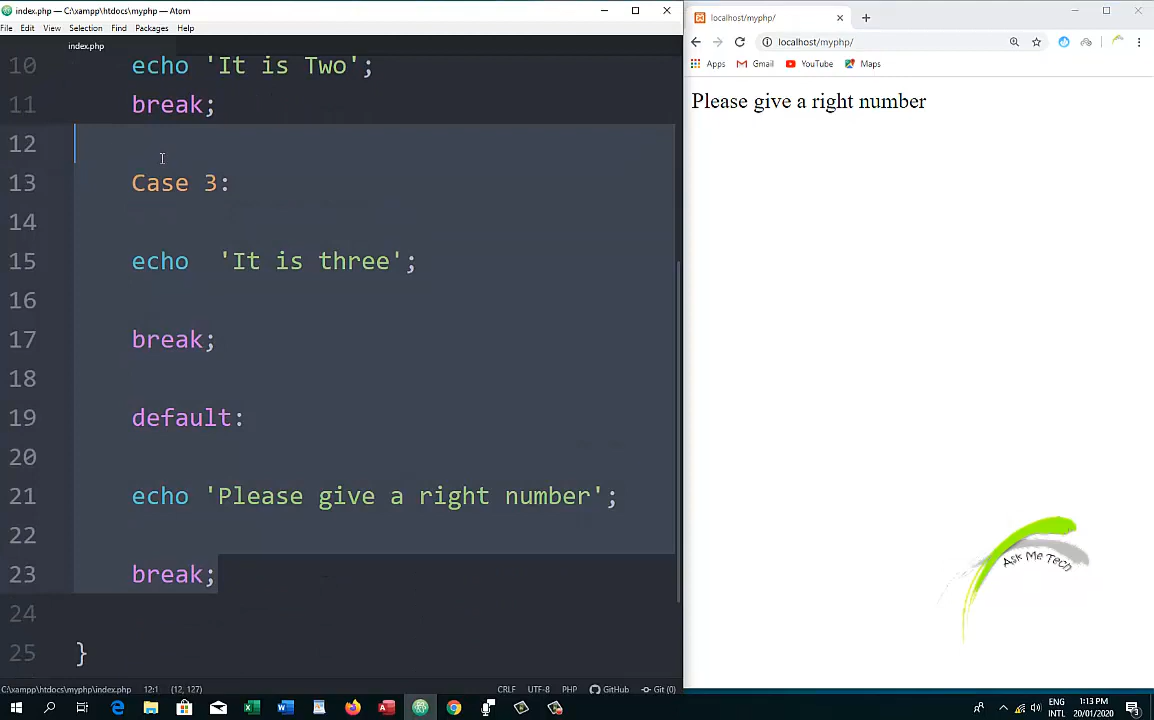 index.php — C:\xampp\htdocs\myphp — Atom
File Edit View Selection Find Packages Help
index.php
10 echo 'It is Two';
11 break;
12
13 Case 3:
14
15 echo  'It is three';
16
17 break;
18
19 default:
20
21 echo 'Please give a right number';
22
23 break;
24
25 }
C:\xampp\htdocs\myphp\index.php 12:1 (12, 127) CRLF UTF-8 PHP GitHub Git (0)
localhost/myphp/
localhost/myphp/
Apps Gmail YouTube Maps
Please give a right number
Ask Me Tech
ENG
INTL
1:13 PM
20/01/2020
3